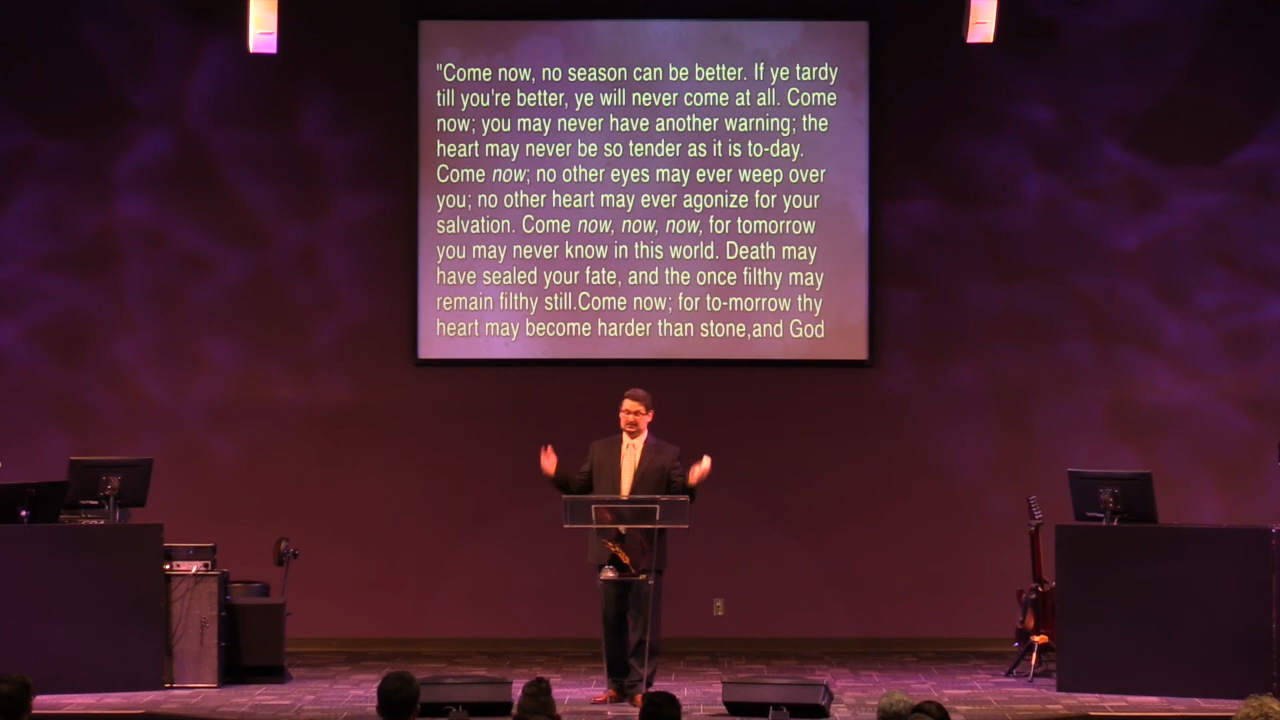 "Come now, no season can be better. If ye tardy
till you're better, ye will never come at all. Come
now; you may never have another warning; the
heart may never be so tender as it is to-day.
Come now; no other eyes may ever weep over
you; no other heart may ever agonize for your
salvation. Come now, now, now, for tomorrow
you may never know in this world. Death may
have sealed your fate, and the once filthy may
remain filthy still.Come now; for to-morrow thy
heart may become harder than stone,and God